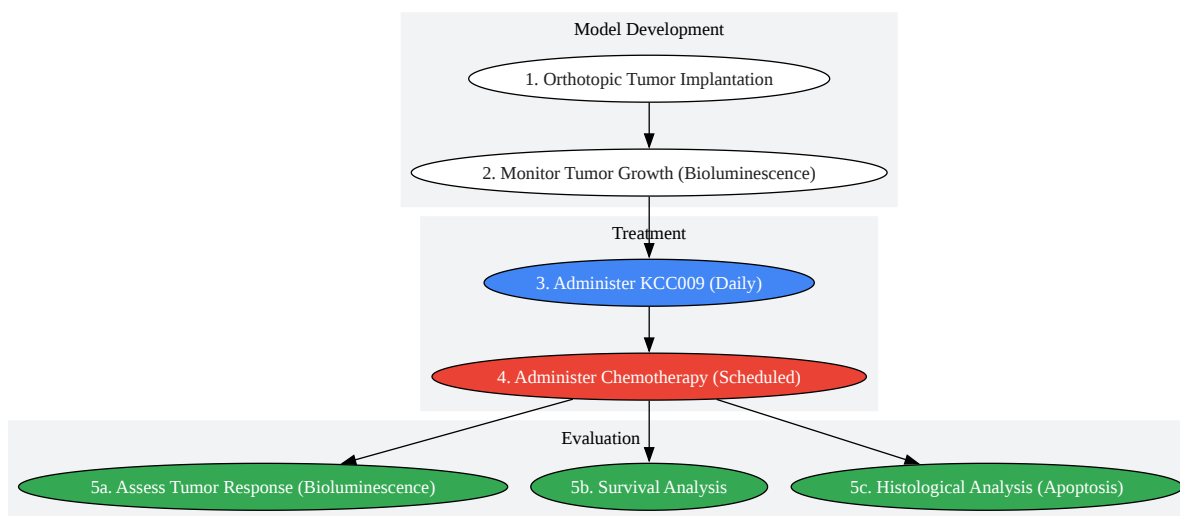 Model Development
1. Orthotopic Tumor Implantation
2. Monitor Tumor Growth (Bioluminescence)
Treatment
3. Administer KCC009 (Daily)
4. Administer Chemotherapy (Scheduled)
Evaluation
5a. Assess Tumor Response (Bioluminescence)
5b. Survival Analysis
5c. Histological Analysis (Apoptosis)